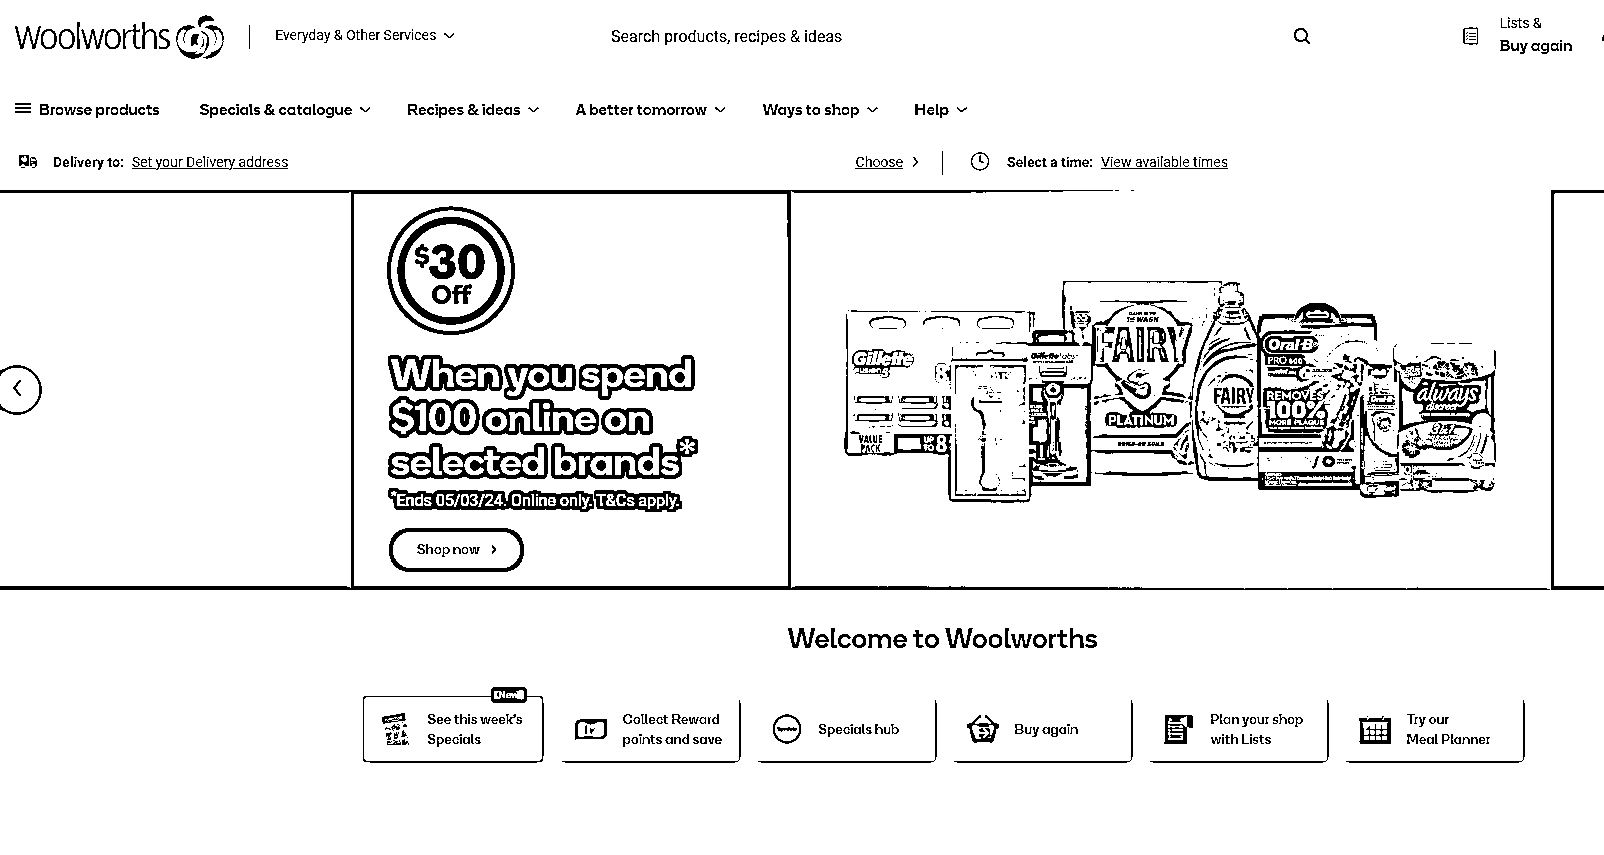 Woolworths
Everyday & Other Services
Search products, recipes & ideas
Lists &
Buy again
Browse products
Specials & catalogue
Recipes & ideas
A better tomorrow
Ways to shop
Help
Delivery to: Set your Delivery address
Choose
Select a time: View available times
$30
Off
When you spend
$100 online on
selected brands*
*Ends 05/03/24. Online only. T&Cs apply.
Shop now
Gillette
VALUE
PACK
8
Gillette labs
FAIRY
PLATINUM
FAIRY
Oral-B
PRO
REMOVES
100%
MORE PLAQUE
always
discreet
Welcome to Woolworths
New
See this week's
Specials
Collect Reward
points and save
Specials hub
Buy again
Plan your shop
with Lists
Try our
Meal Planner